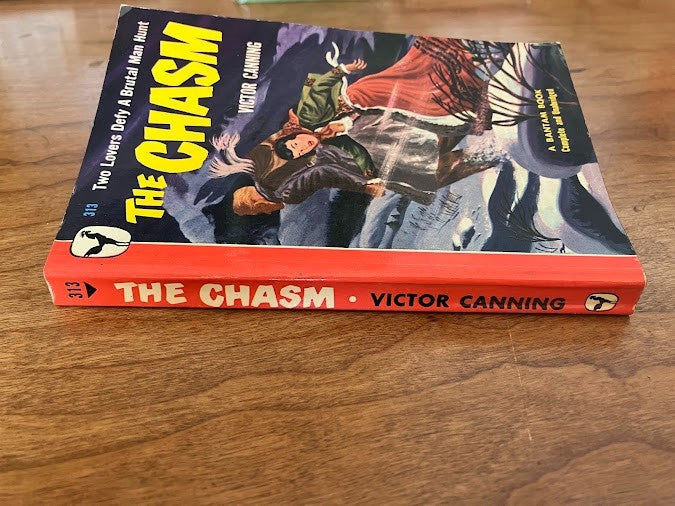 313
Two Lovers Defy A Brutal Man Hunt
THE CHASM
VICTOR CANNING
A BANTAM BOOK
Complete and Unabridged
313
THE CHASM · VICTOR CANNING